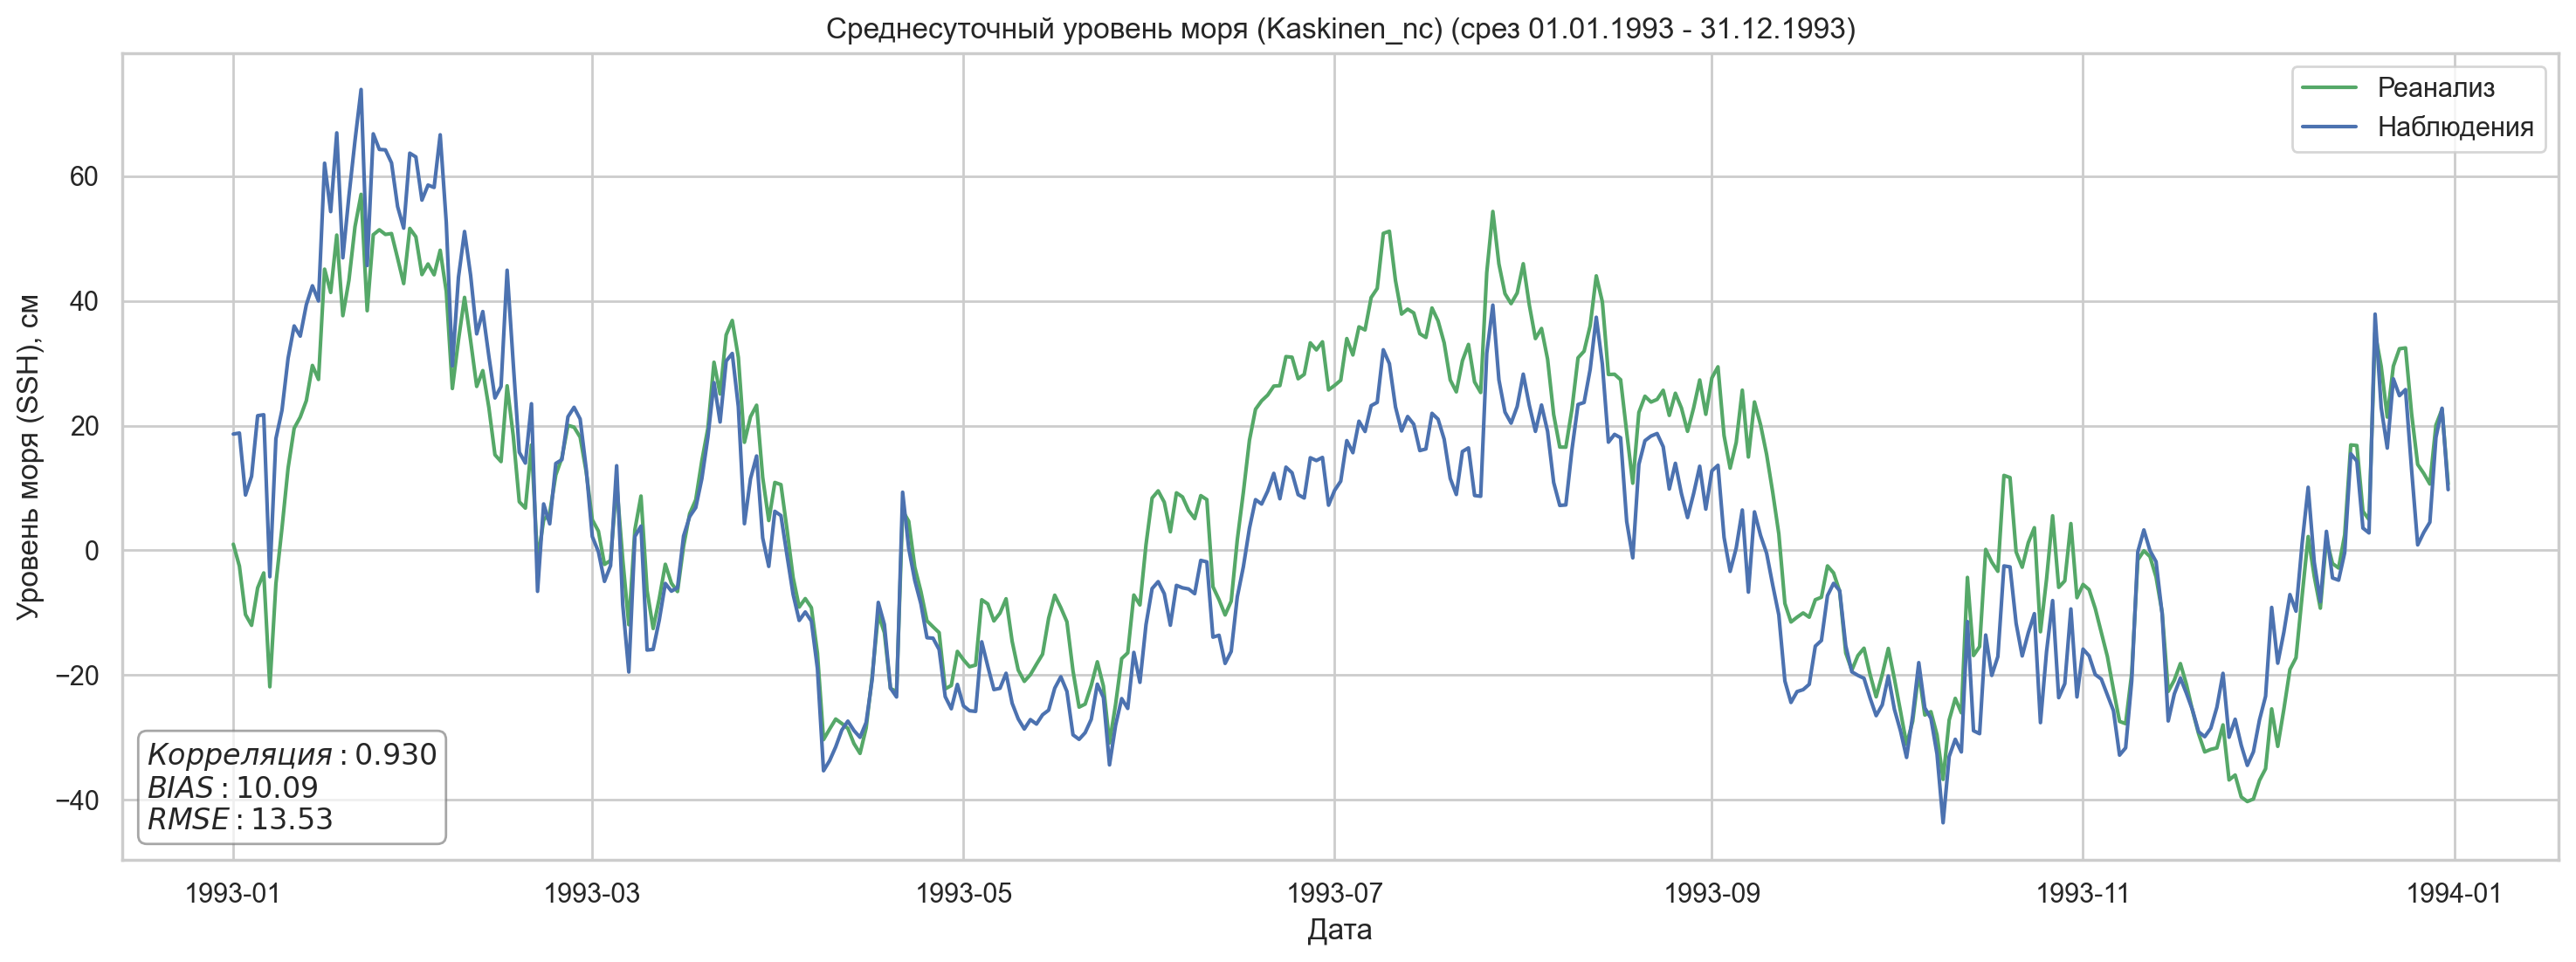 Среднесуточный уровень моря (Kaskinen_nc) (срез 01.01.1993 - 31.12.1993)
Реанализ
Наблюдения
Уровень моря (SSH), см
60
40
20
0
−20
−40
Корреляция : 0.930
BIAS : 10.09
RMSE : 13.53
1993-01 1993-03 1993-05 1993-07 1993-09 1993-11 1994-01
Дата